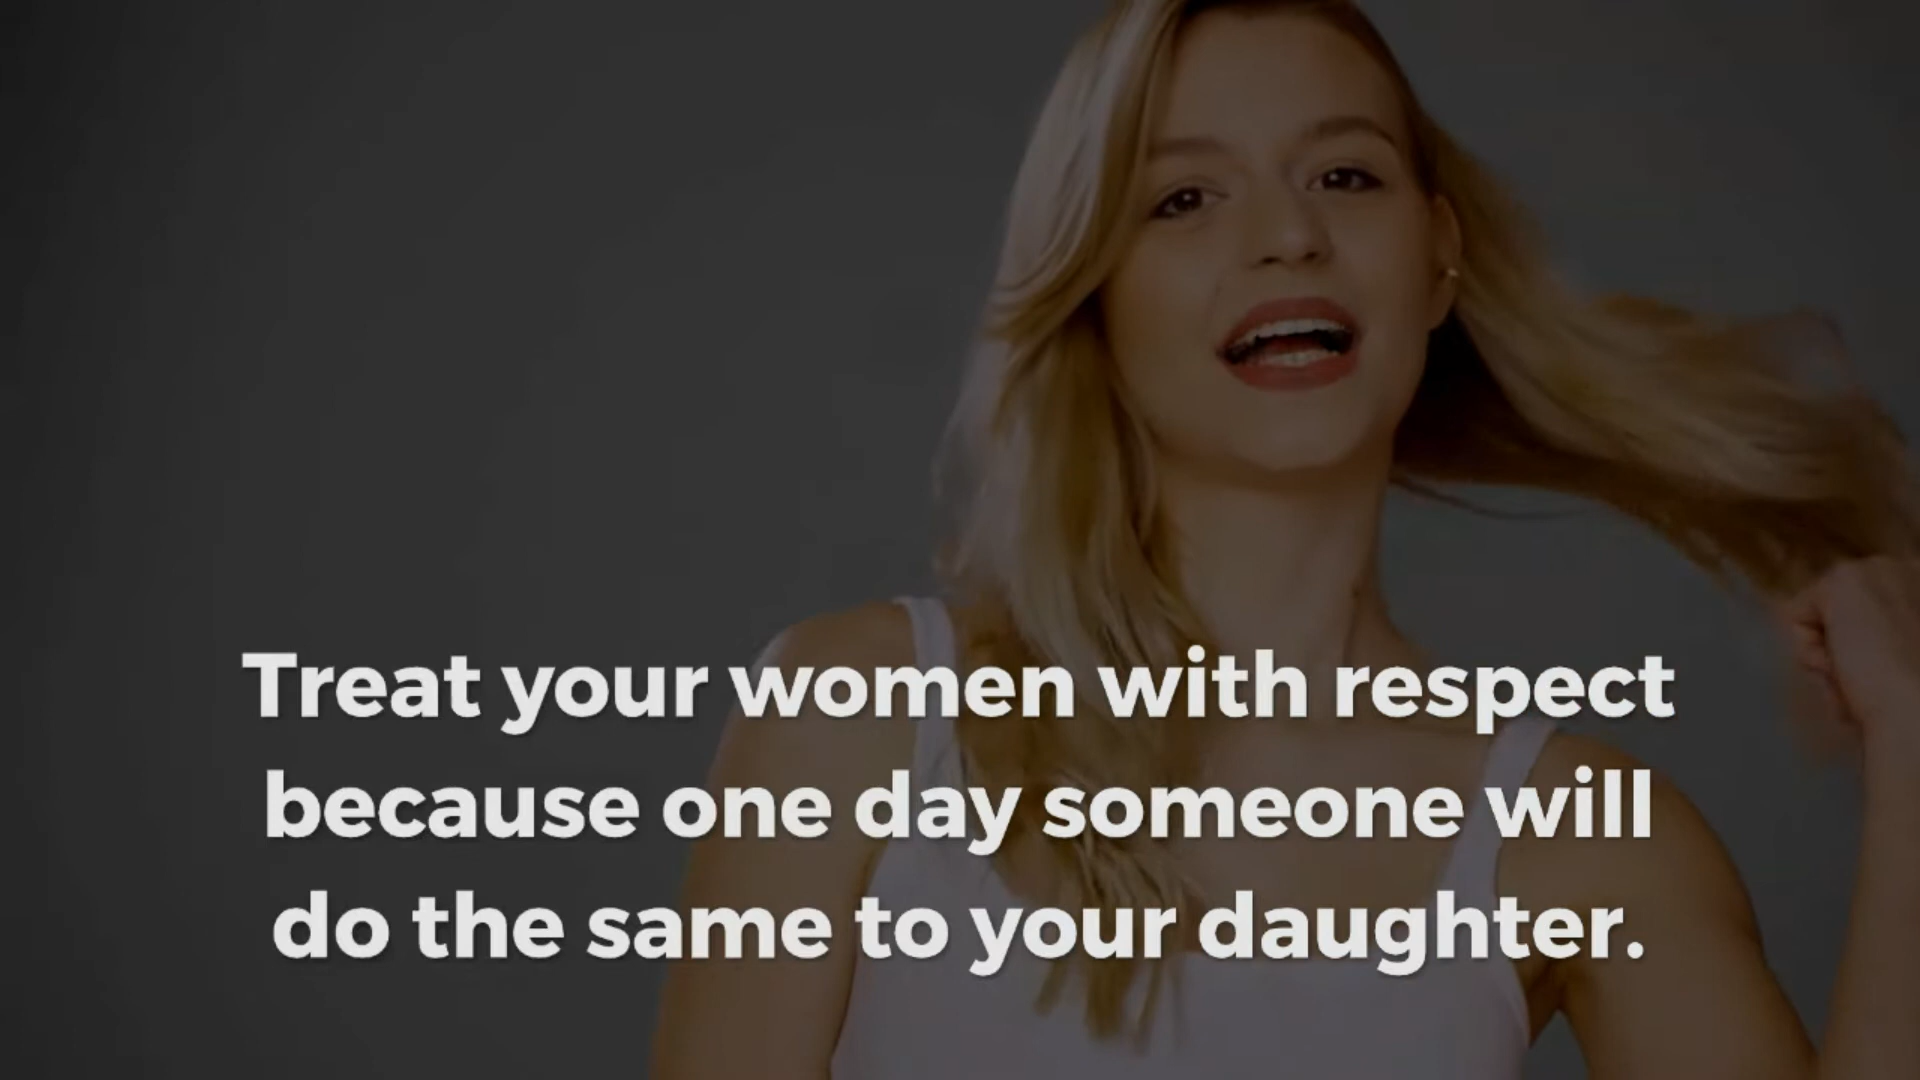 Treat your women with respect
because one day someone will
do the same to your daughter.